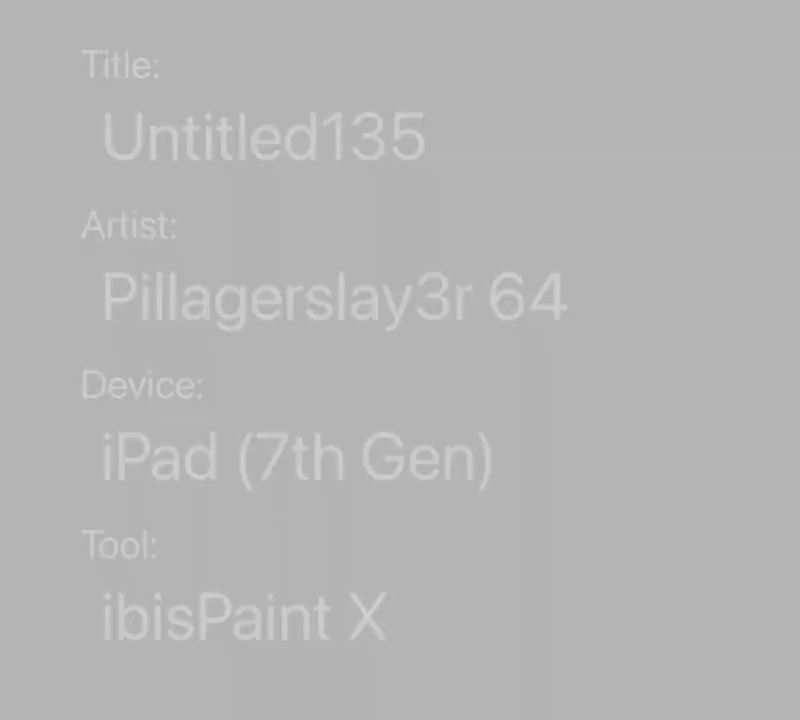 Title:
Untitled135
Artist:
Pillagerslay3r 64
Device:
iPad (7th Gen)
Tool:
ibisPaint X